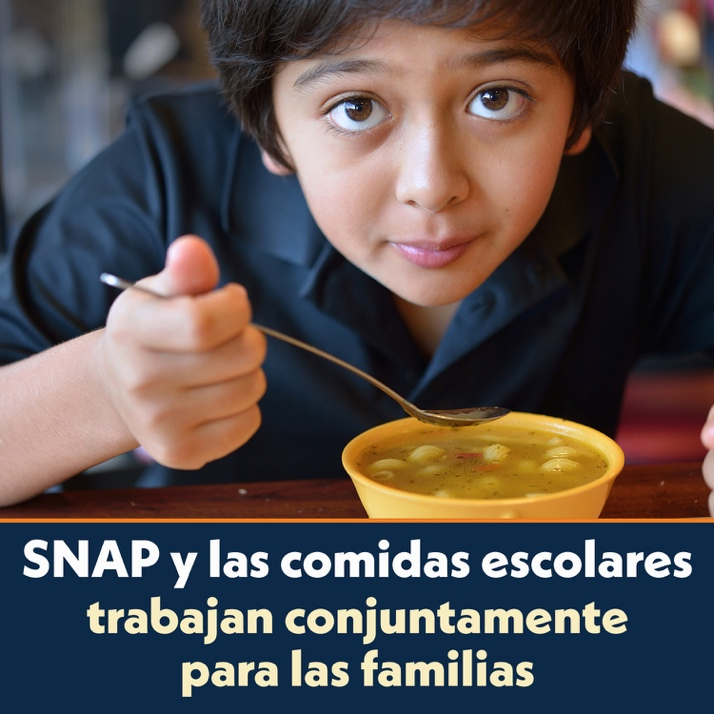 SNAP y las comidas escolares
trabajan conjuntamente
para las familias